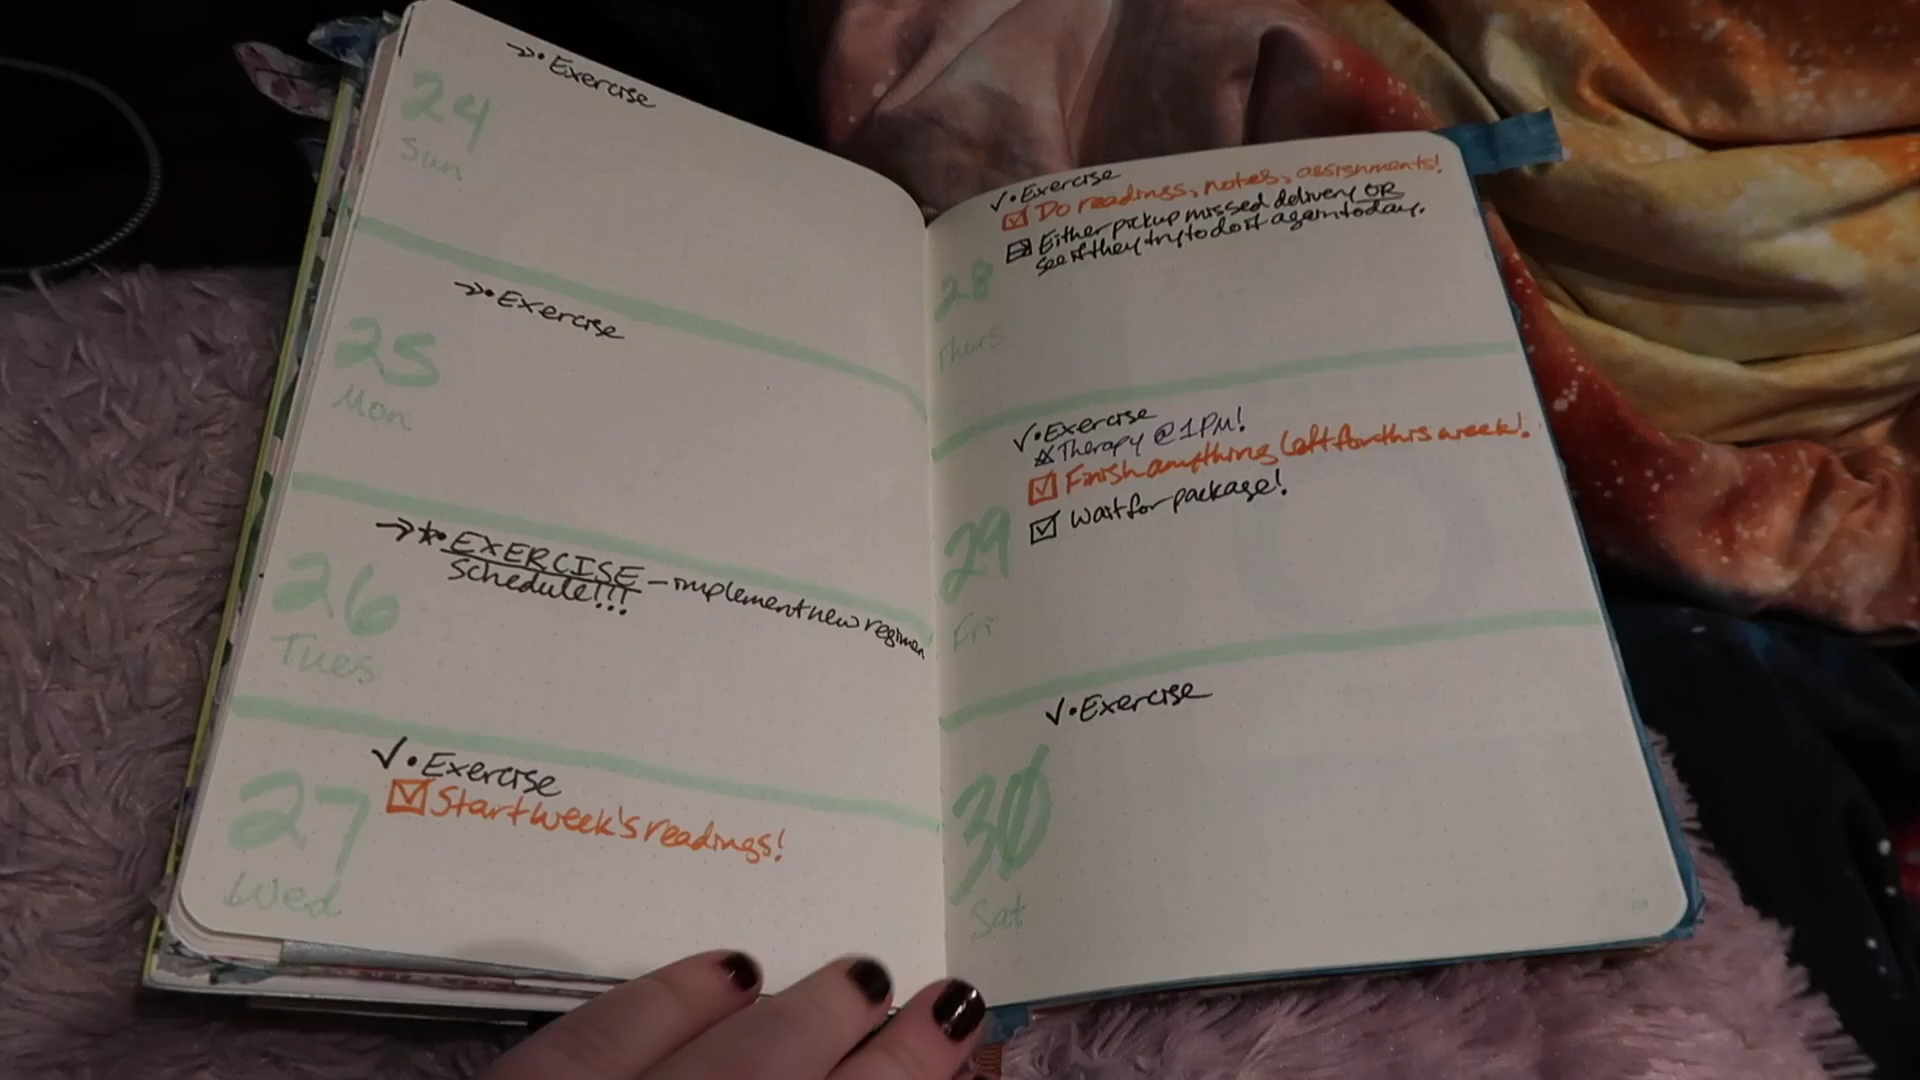 →• Exercise
24
Sun
→• Exercise
25
Mon
→*• EXERCISE – implement new regimen
schedule!!!
26
Tues
✓• Exercise
☑ Start week's readings!
27
Wed
✓• Exercise
☑ Do readings, notes, assignments!
Either pickup missed delivery OR
see if they try to do it again today.
28
Thurs
✓• Exercise
Therapy @ 1PM!
☑ Finish anything left for this week!
☑ Wait for package!
29
Fri
✓• Exercise
30
Sat